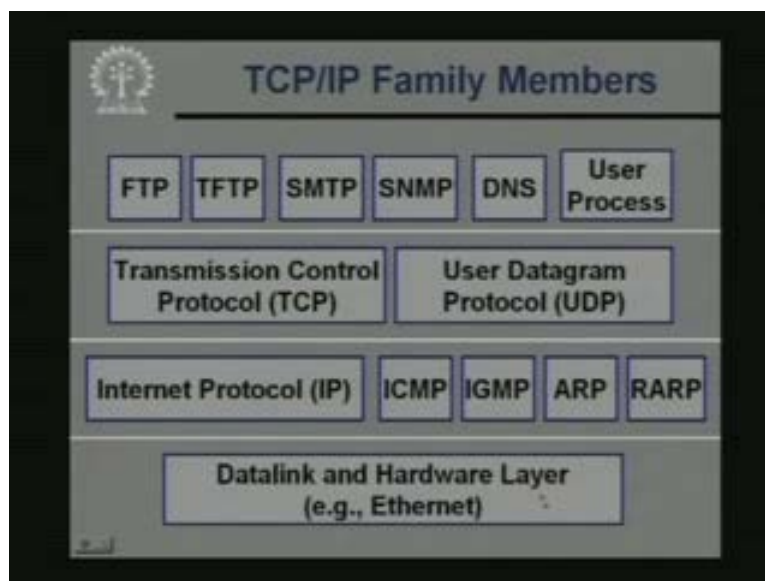 TCP/IP Family Members
FTP TFTP SMTP SNMP DNS User Process
Transmission Control Protocol (TCP)
User Datagram Protocol (UDP)
Internet Protocol (IP) ICMP IGMP ARP RARP
Datalink and Hardware Layer
(e.g., Ethernet)